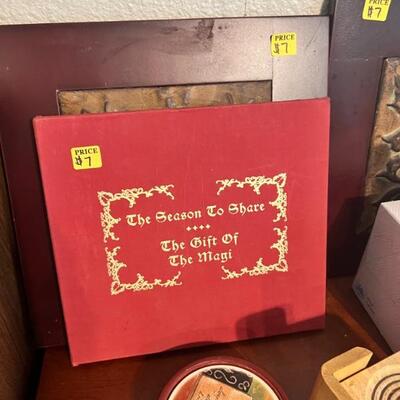 PRICE
$7
PRICE
$7
PRICE
$7
The Season To Share
The Gift Of
The Magi